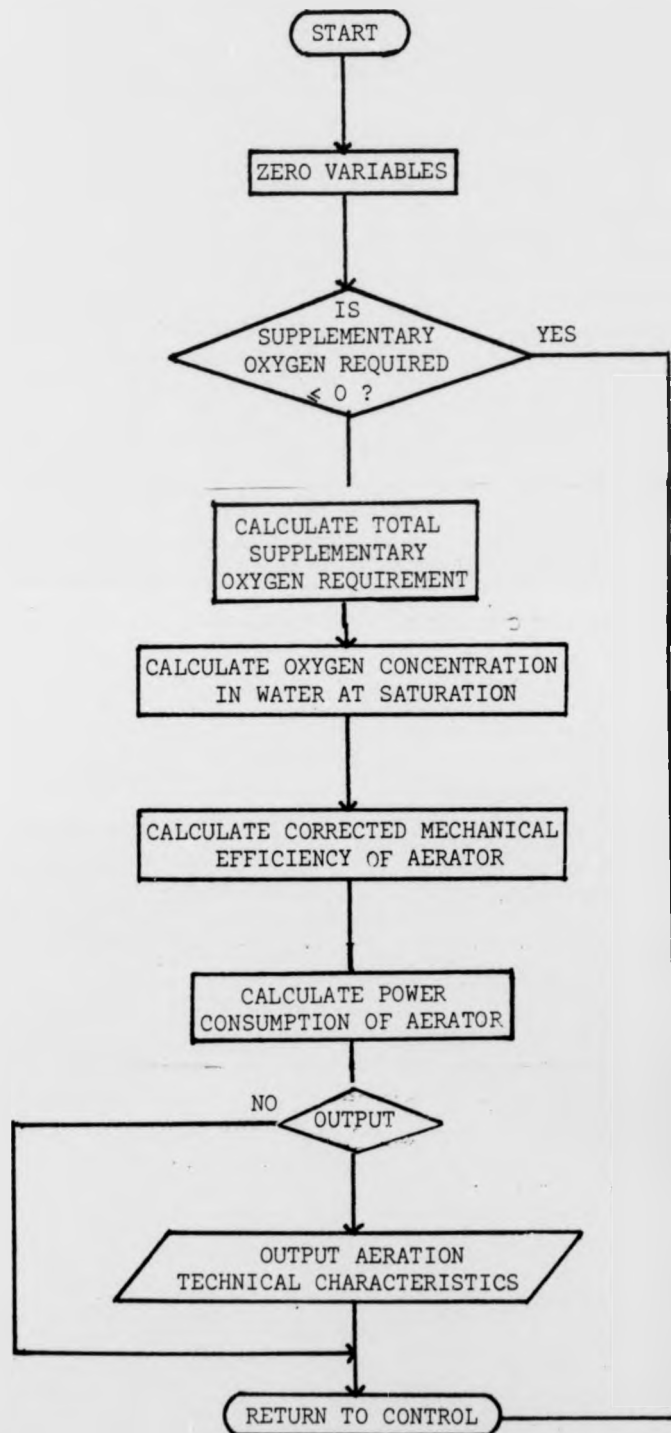 START
ZERO VARIABLES
IS
SUPPLEMENTARY
OXYGEN REQUIRED
⩽ 0 ?
YES
CALCULATE TOTAL
SUPPLEMENTARY
OXYGEN REQUIREMENT
CALCULATE OXYGEN CONCENTRATION
IN WATER AT SATURATION
CALCULATE CORRECTED MECHANICAL
EFFICIENCY OF AERATOR
CALCULATE POWER
CONSUMPTION OF AERATOR
NO
OUTPUT
OUTPUT AERATION
TECHNICAL CHARACTERISTICS
RETURN TO CONTROL